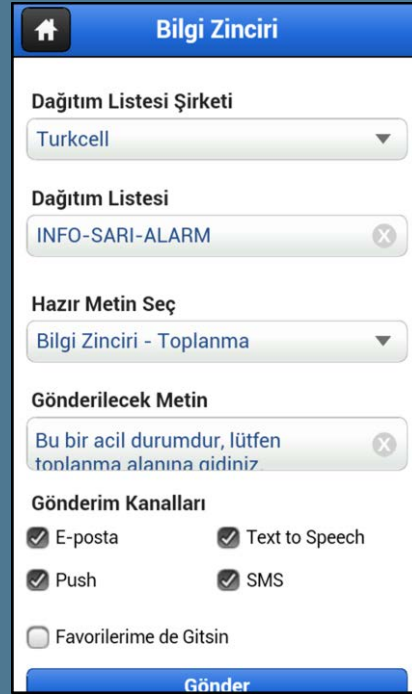 Bilgi Zinciri
Dağıtım Listesi Şirketi
Turkcell
Dağıtım Listesi
INFO-SARI-ALARM
Hazır Metin Seç
Bilgi Zinciri - Toplanma
Gönderilecek Metin
Bu bir acil durumdur, lütfen
toplanma alanına gidiniz.
Gönderim Kanalları
E-posta Text to Speech
Push SMS
Favorilerime de Gitsin
Gönder